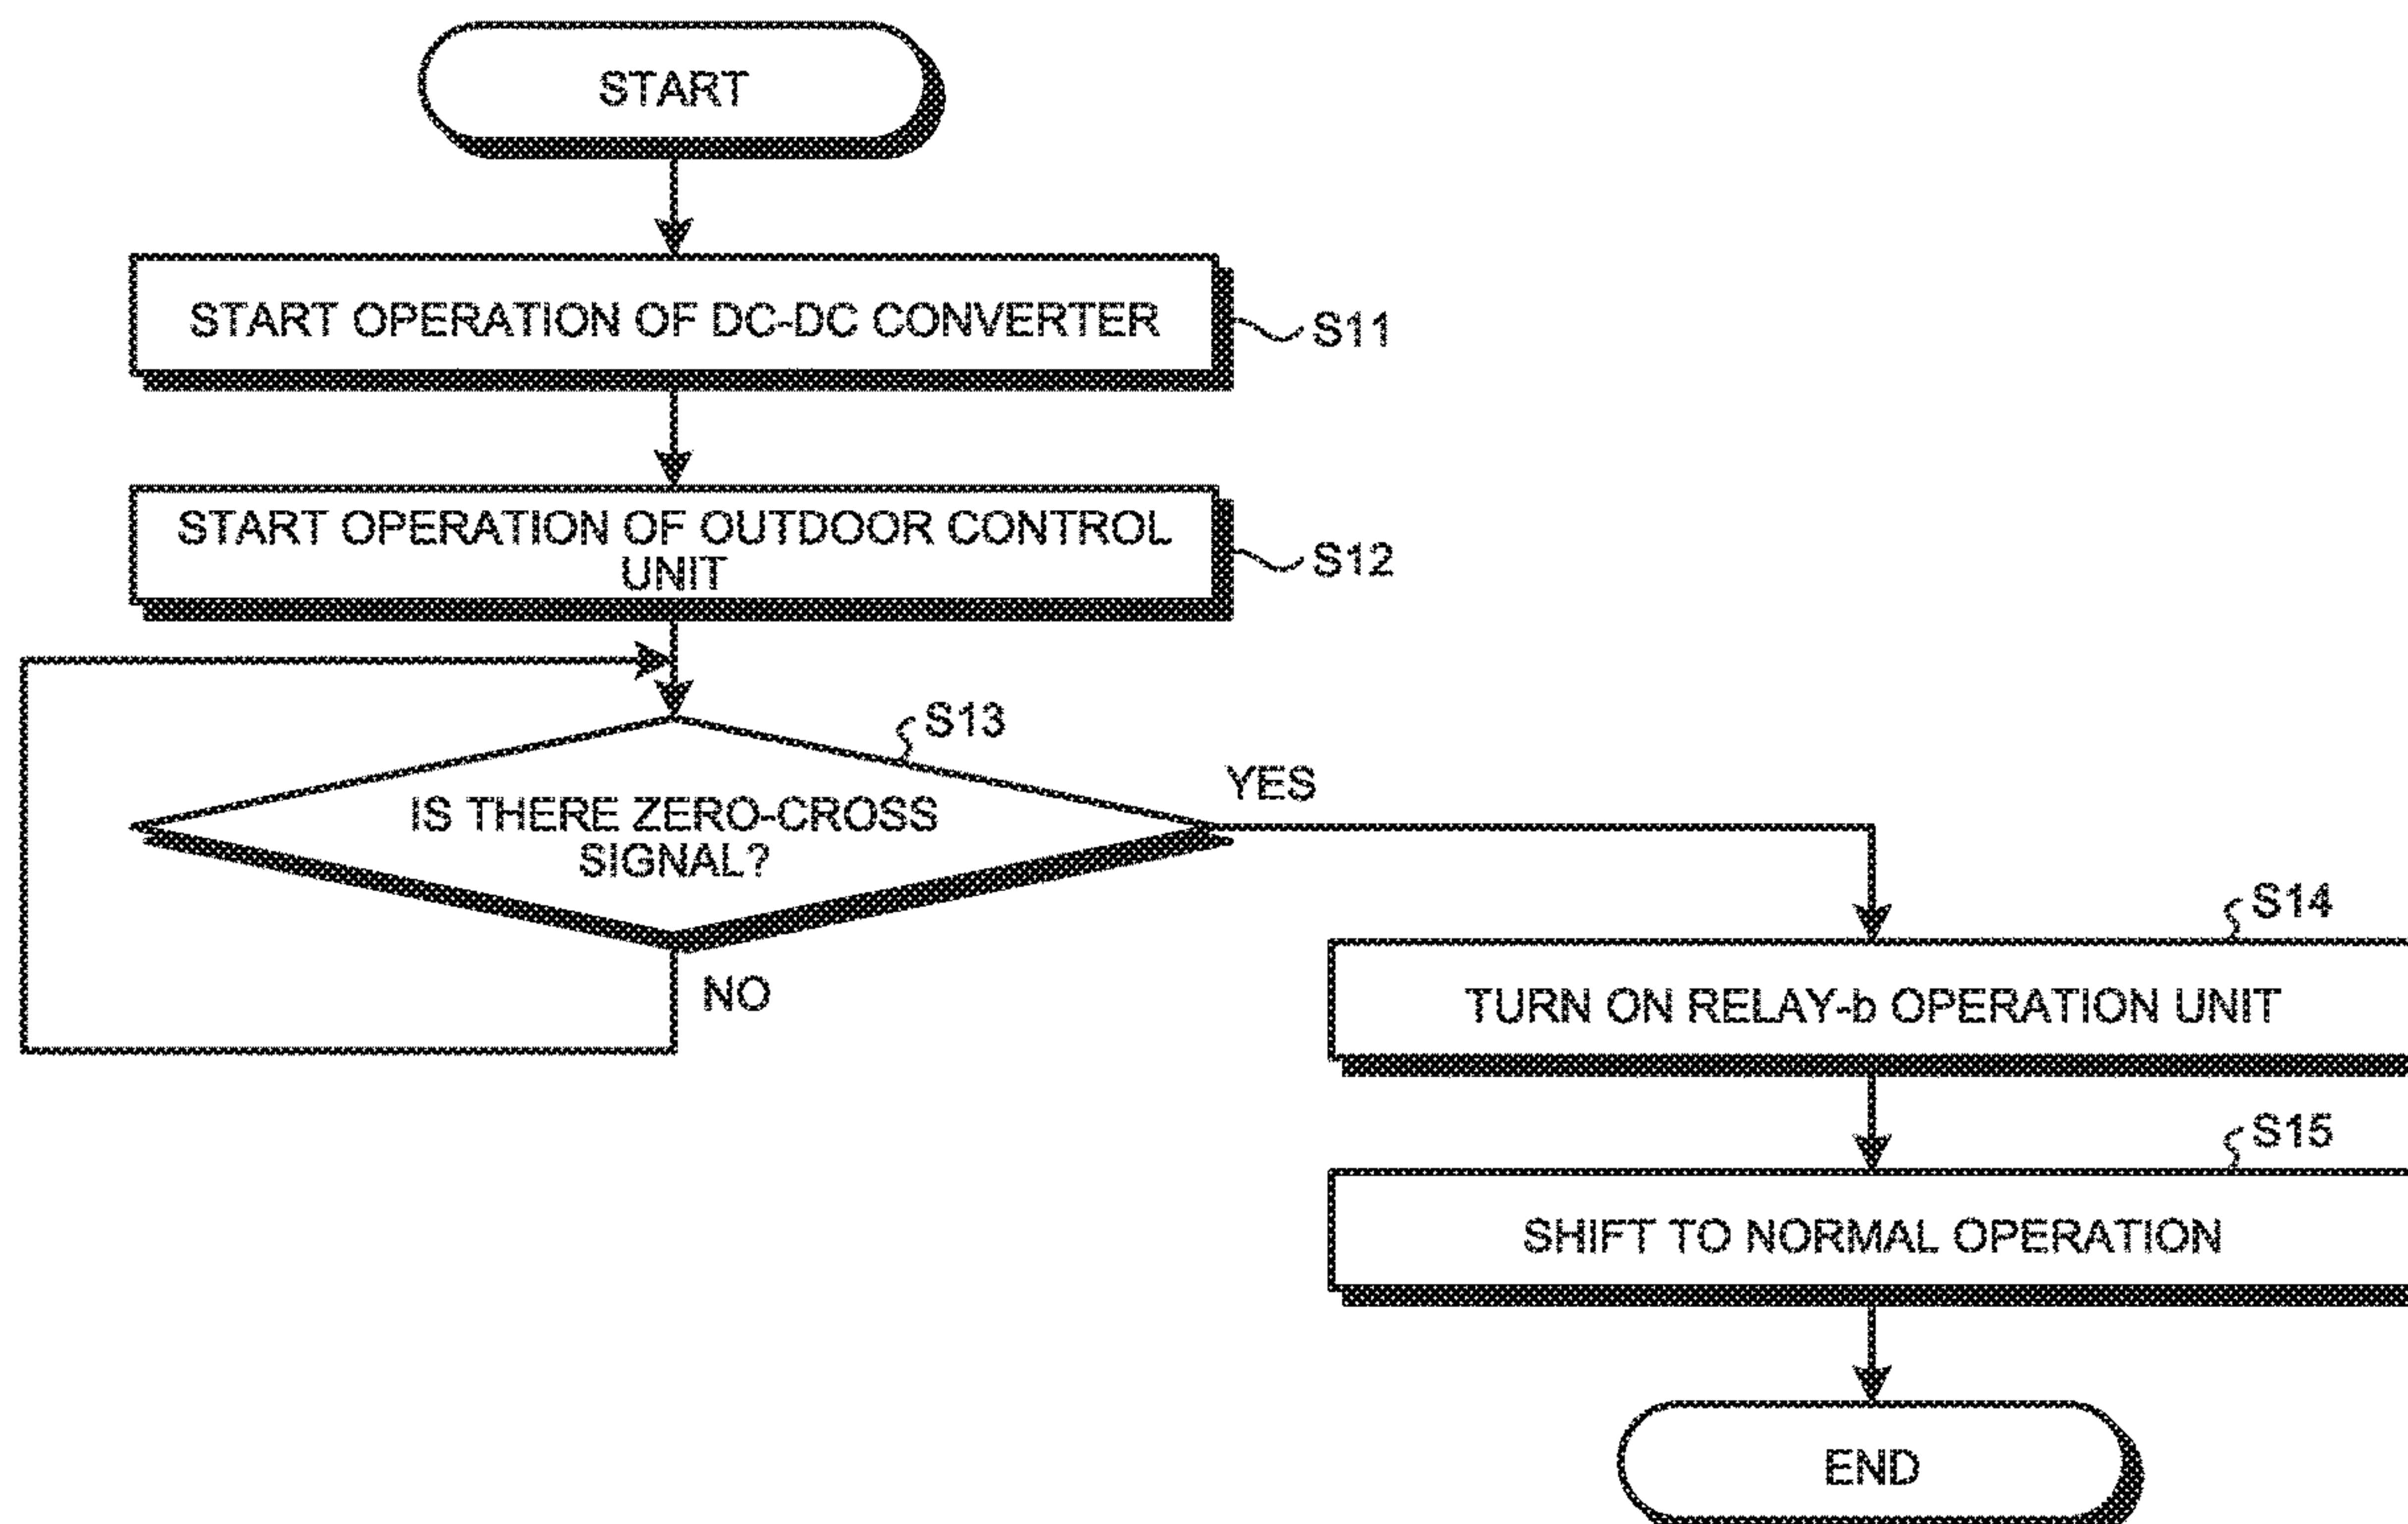 START
START OPERATION OF DC-DC CONVERTER
S11
START OPERATION OF OUTDOOR CONTROL
UNIT
S12
S13
IS THERE ZERO-CROSS
SIGNAL?
YES
NO
S14
TURN ON RELAY-b OPERATION UNIT
S15
SHIFT TO NORMAL OPERATION
END